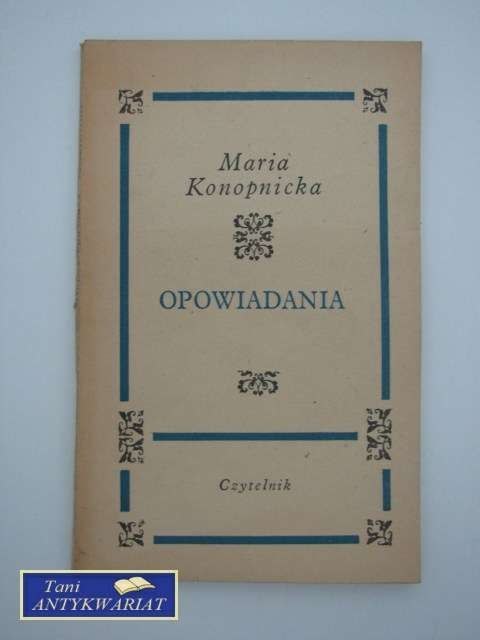 Maria
Konopnicka
OPOWIADANIA
Czytelnik
Tani
ANTYKWARIAT